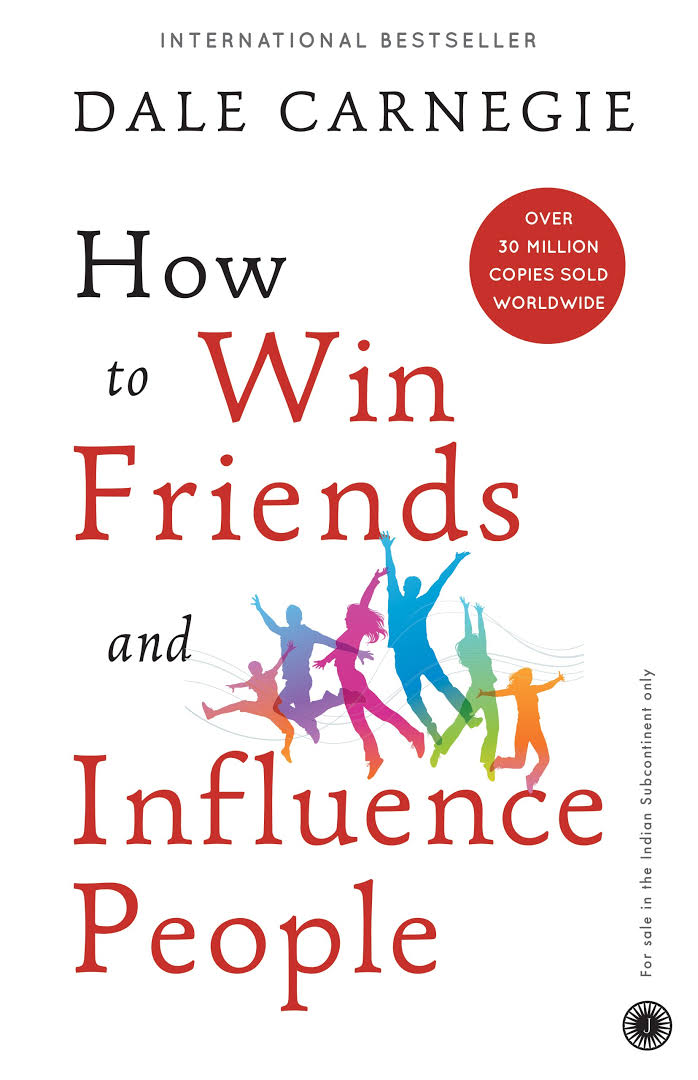 INTERNATIONAL BESTSELLER
DALE CARNEGIE
OVER
30 MILLION
COPIES SOLD
WORLDWIDE
How
to Win
Friends
and
Influence
People
For sale in the Indian Subcontinent only
J